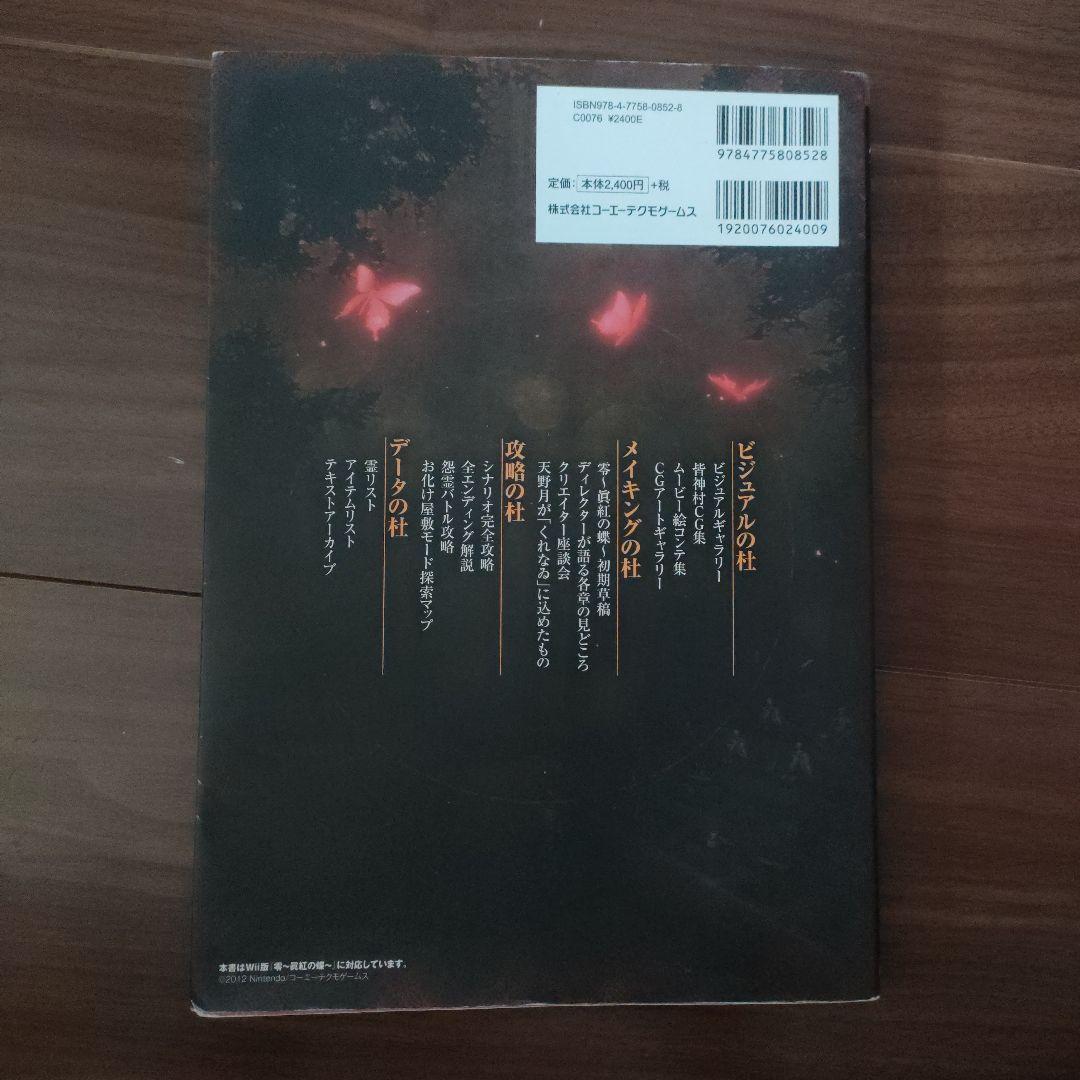 ISBN978-4-7758-0852-8
C0076 ¥2400E
9784775808528
定価：本体2,400円+税
株式会社コーエーテクモゲームス
1920076024009
ビジュアルの杜
ビジュアルギャラリー
皆神村CG集
ムービー絵コンテ集
CGアートギャラリー
メイキングの杜
零～眞紅の蝶～初期草稿
ディレクターが語る各章の見どころ
クリエイター座談会
天野月が「くれなゐ」に込めたもの
攻略の杜
シナリオ完全攻略
全エンディング解説
怨霊バトル攻略
お化け屋敷モード探索マップ
データの杜
霊リスト
アイテムリスト
テキストアーカイブ
本書はWii版『零～眞紅の蝶～』に対応しています。
©2012 Nintendo/コーエーテクモゲームス